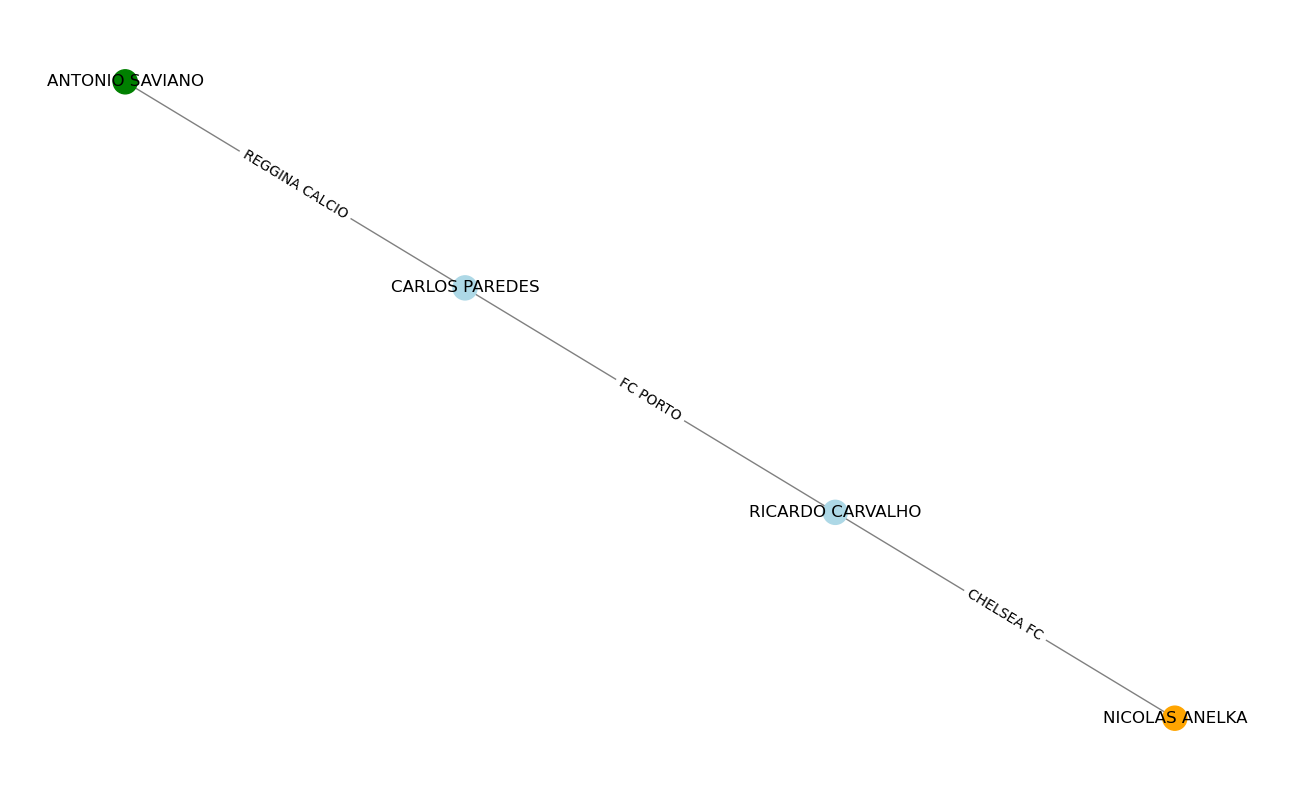 ANTONIO SAVIANO
REGGINA CALCIO
CARLOS PAREDES
FC PORTO
RICARDO CARVALHO
CHELSEA FC
NICOLAS ANELKA